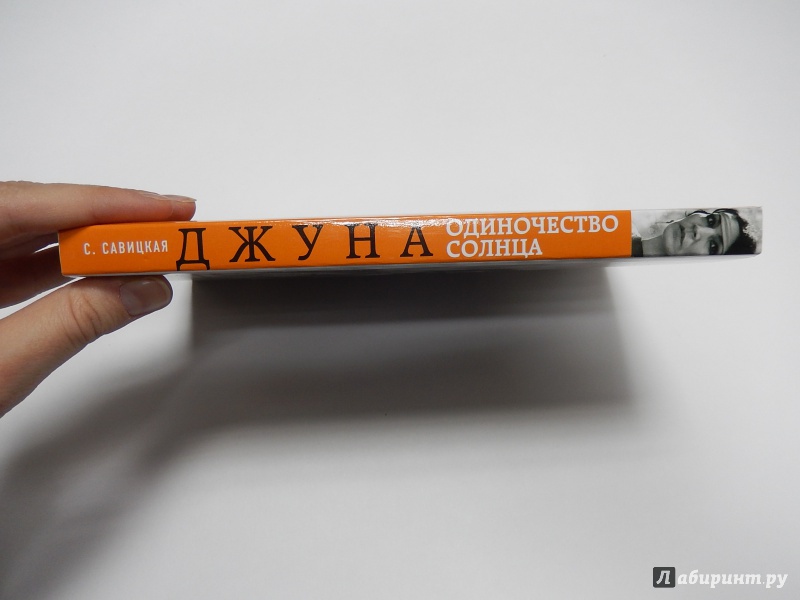 С. САВИЦКАЯ
ДЖУНА
ОДИНОЧЕСТВО
СОЛНЦА
Лабиринт.ру